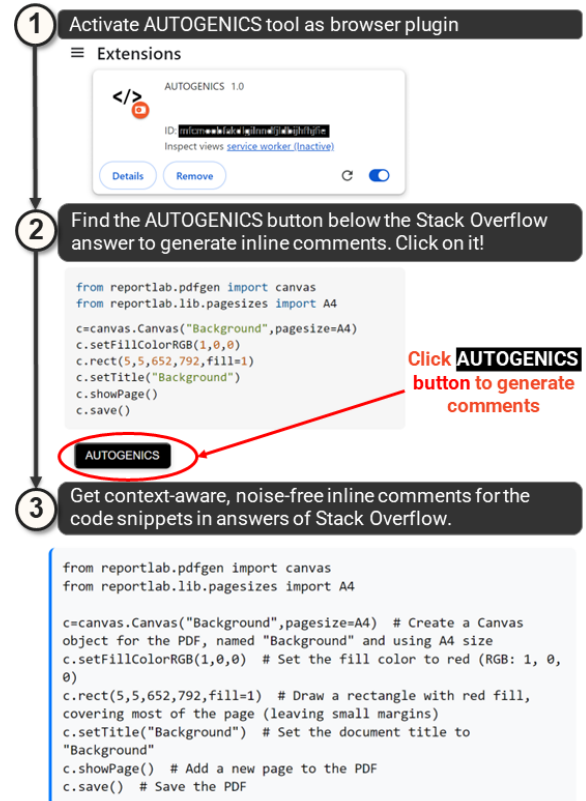 1 Activate AUTOGENICS tool as browser plugin
Extensions
AUTOGENICS 1.0
ID:
Inspect views service worker (Inactive)
Details Remove
2 Find the AUTOGENICS button below the Stack Overflow
answer to generate inline comments. Click on it!
from reportlab.pdfgen import canvas
from reportlab.lib.pagesizes import A4
c=canvas.Canvas("Background",pagesize=A4)
c.setFillColorRGB(1,0,0)
c.rect(5,5,652,792,fill=1)
c.setTitle("Background")
c.showPage()
c.save()
Click AUTOGENICS
button to generate
comments
AUTOGENICS
3 Get context-aware, noise-free inline comments for the
code snippets in answers of Stack Overflow.
from reportlab.pdfgen import canvas
from reportlab.lib.pagesizes import A4
c=canvas.Canvas("Background",pagesize=A4)  # Create a Canvas
object for the PDF, named "Background" and using A4 size
c.setFillColorRGB(1,0,0)  # Set the fill color to red (RGB: 1, 0,
0)
c.rect(5,5,652,792,fill=1)  # Draw a rectangle with red fill,
covering most of the page (leaving small margins)
c.setTitle("Background")  # Set the document title to
"Background"
c.showPage()  # Add a new page to the PDF
c.save()  # Save the PDF